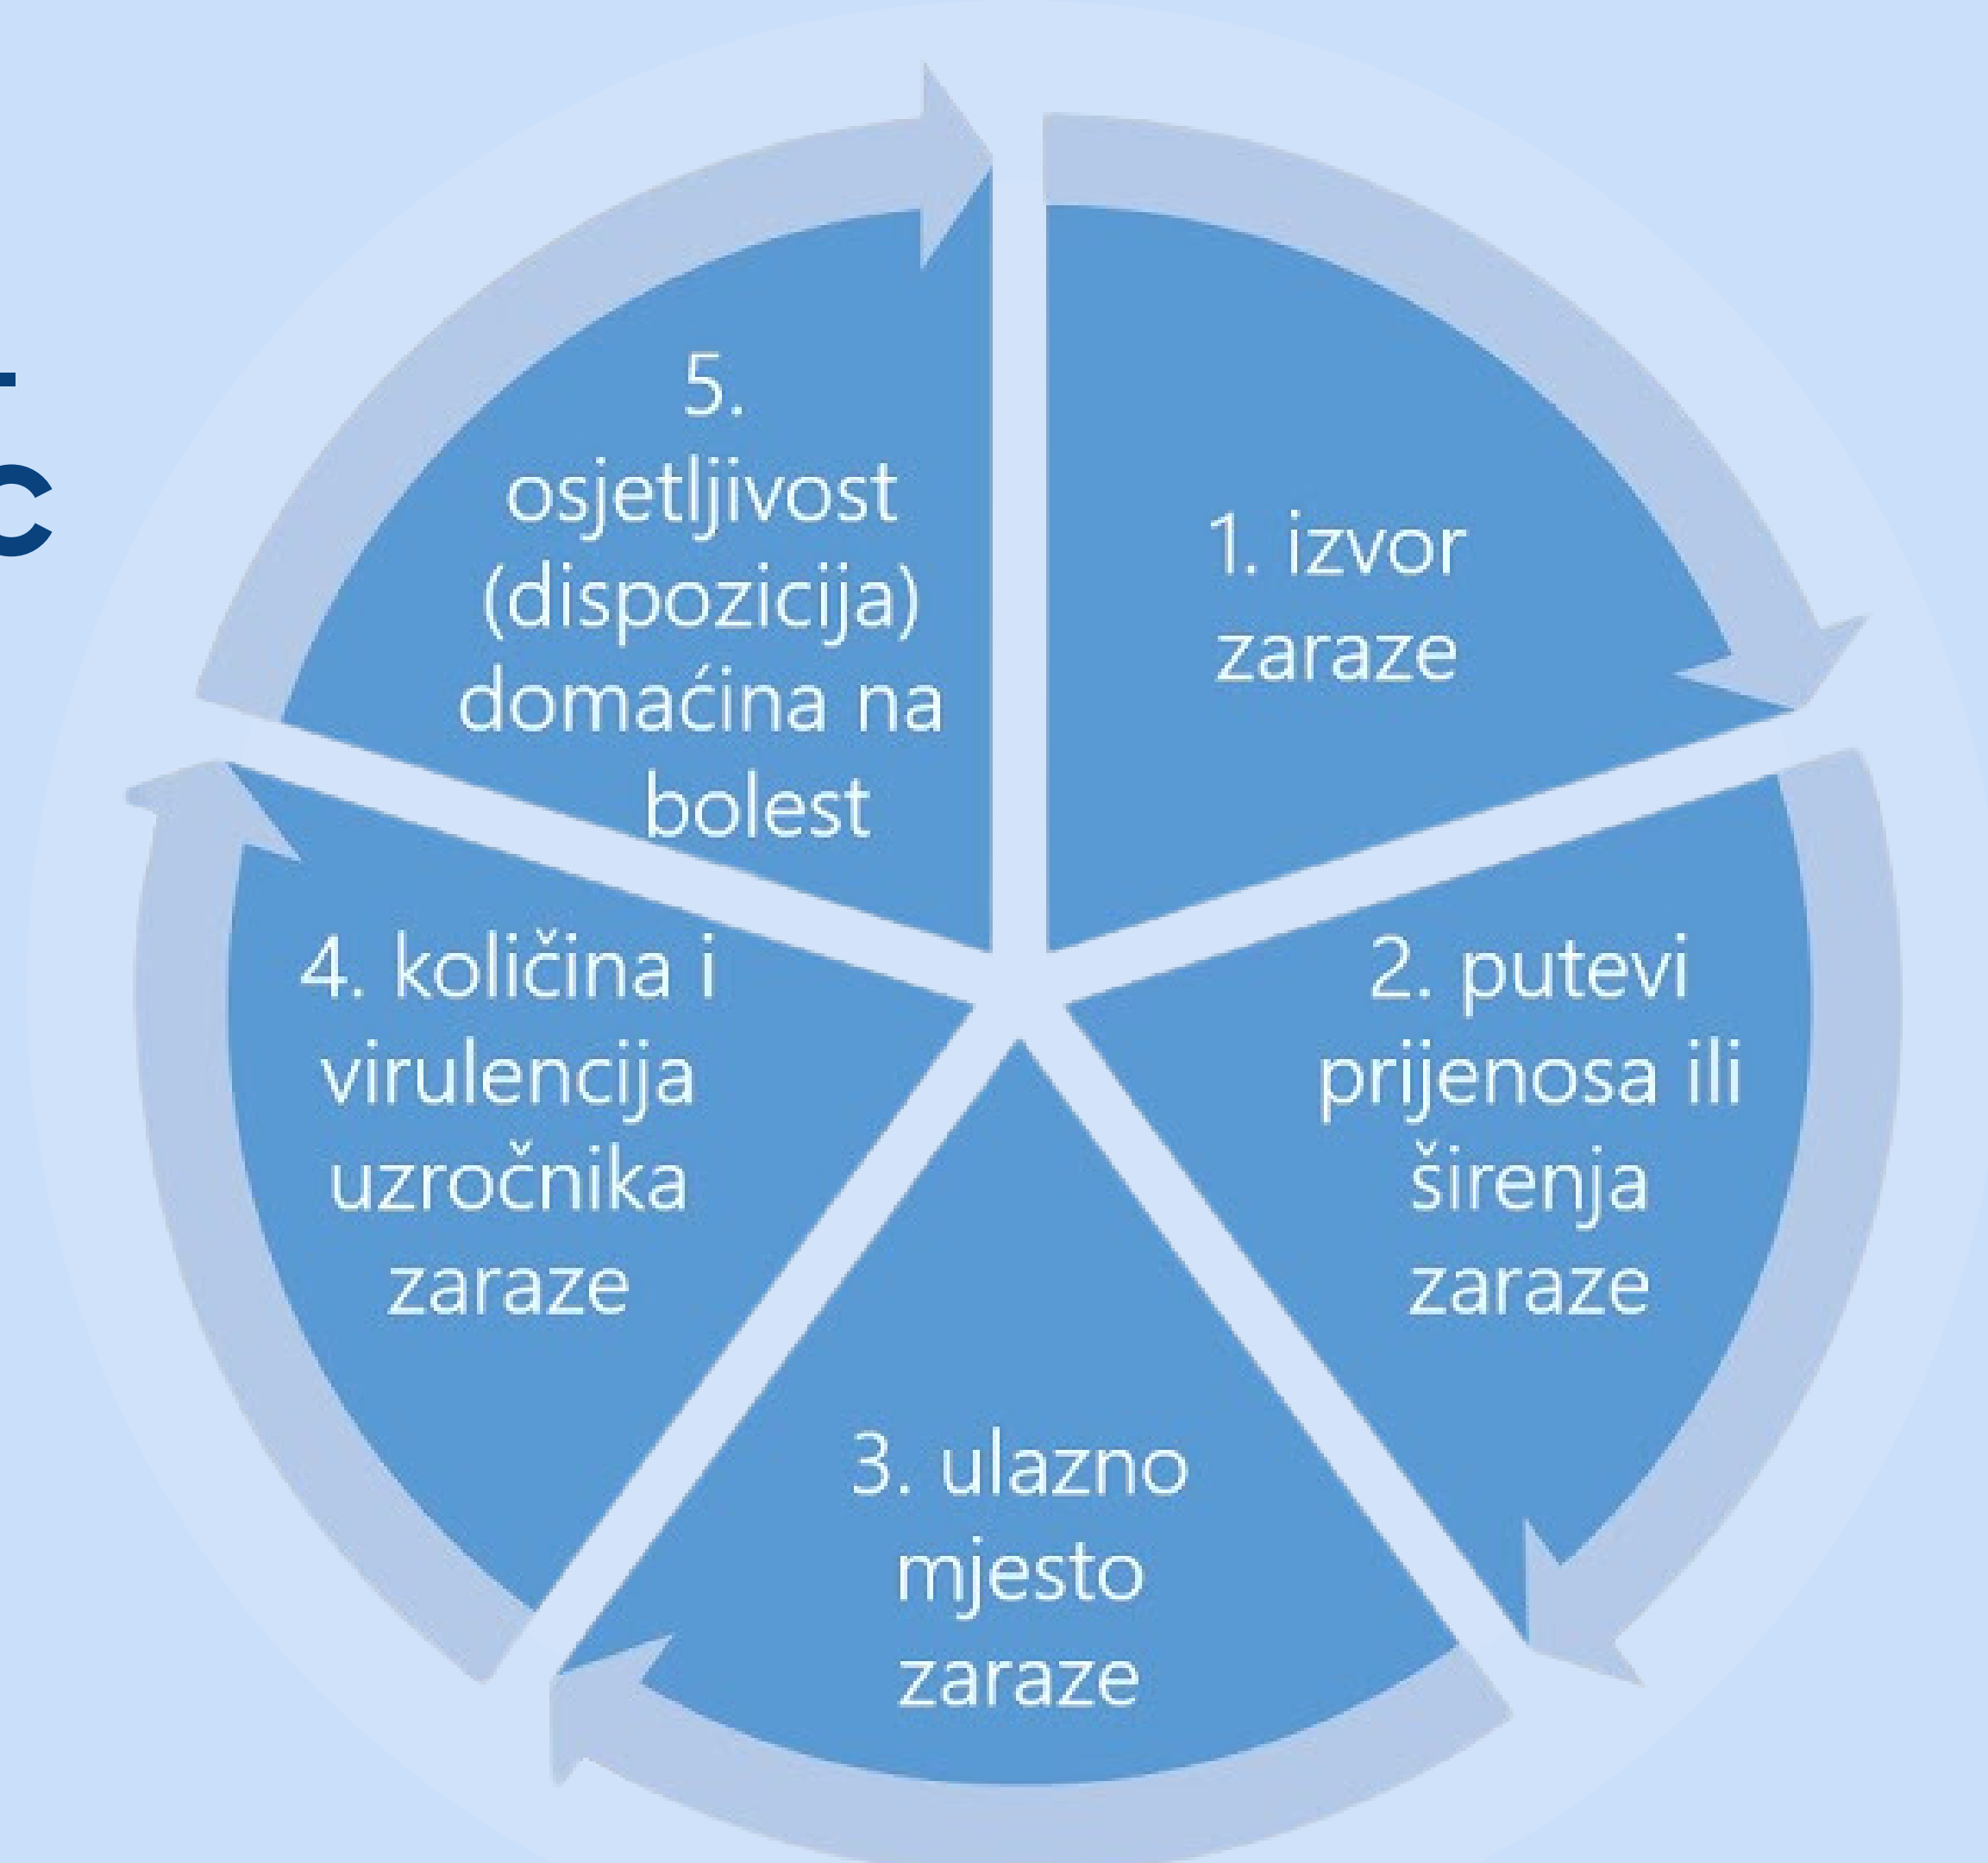 1. izvor
zaraze
2. putevi
prijenosa ili
širenja
zaraze
3. ulazno
mjesto
zaraze
4. količina i
virulencija
uzročnika
zaraze
5.
osjetljivost
(dispozicija)
domaćina na
bolest